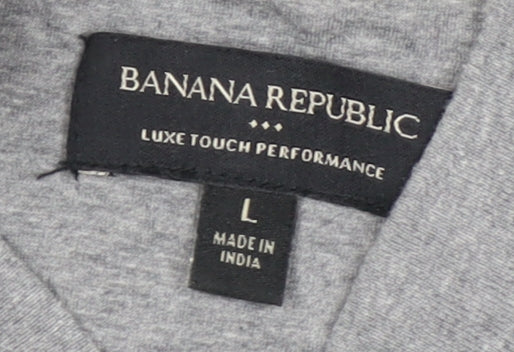 BANANA REPUBLIC
LUXE TOUCH PERFORMANCE
L
MADE IN
INDIA